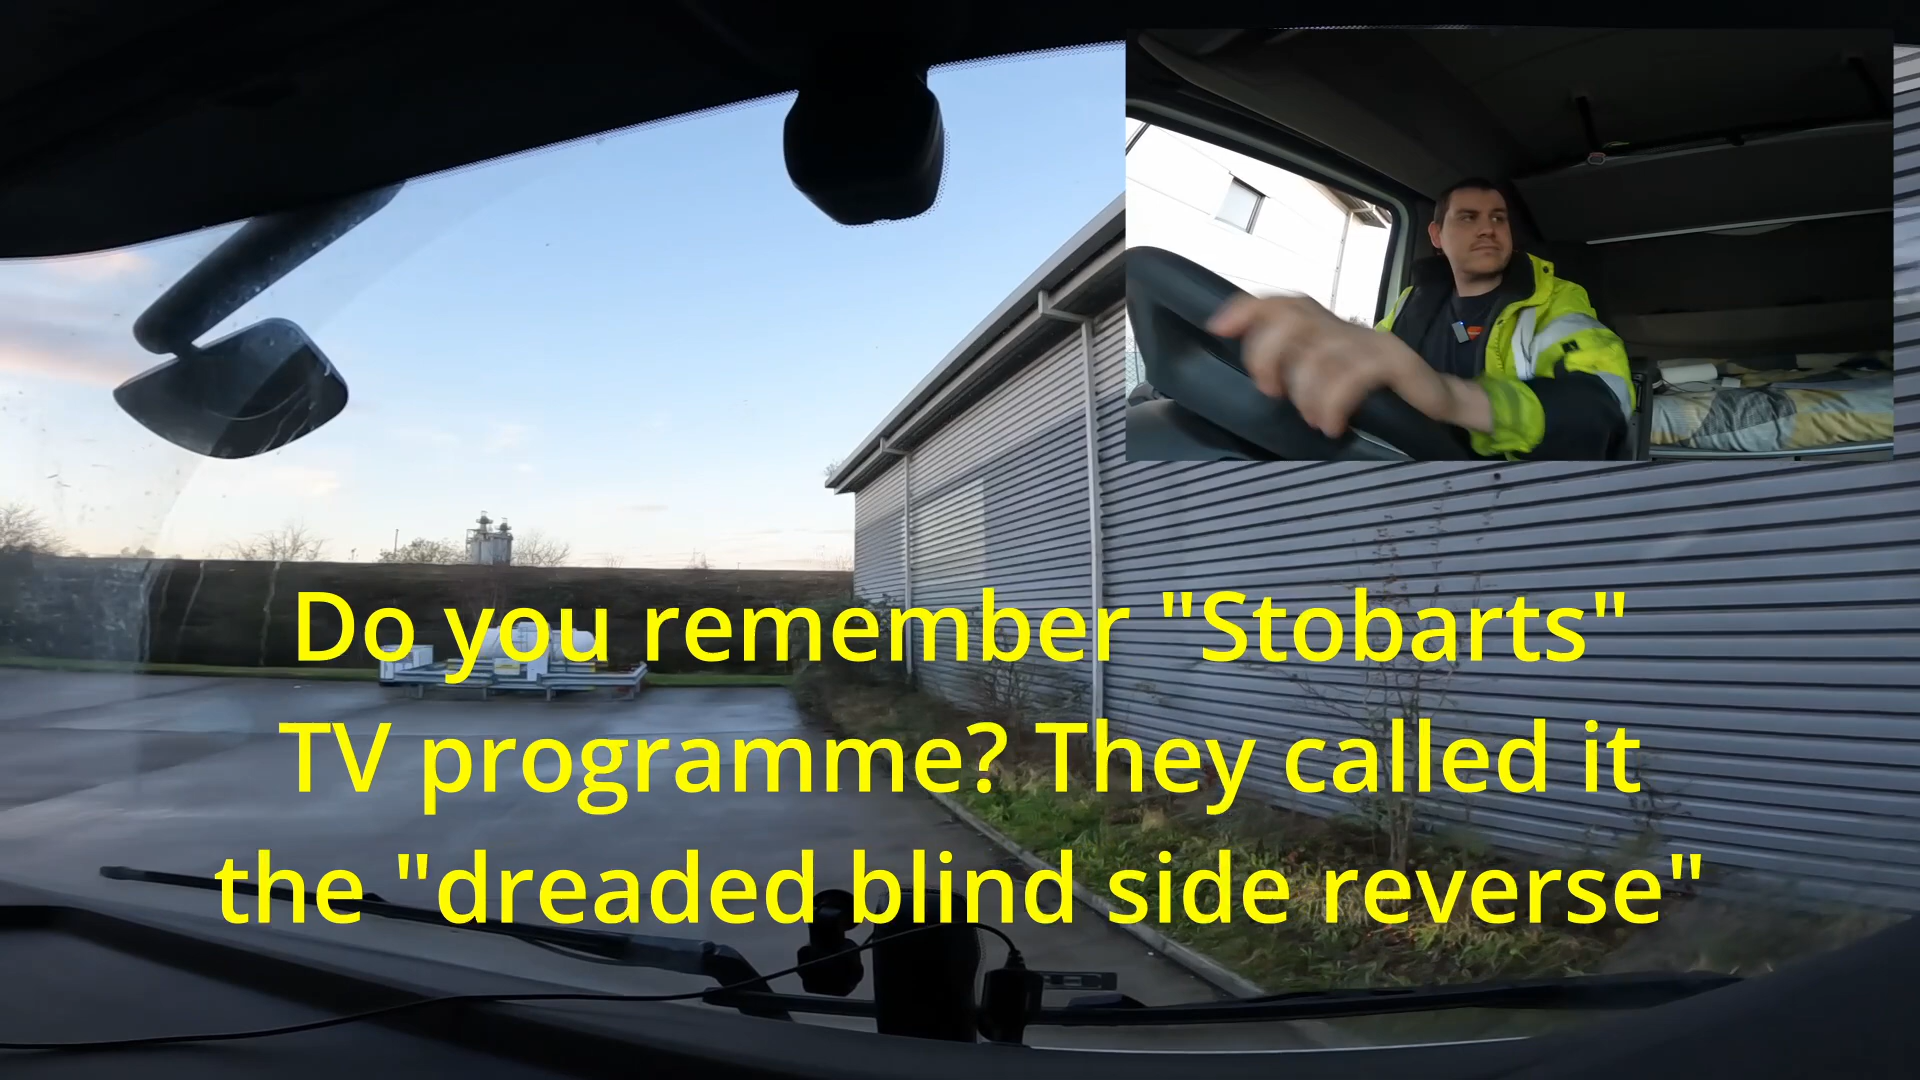 Do you remember "Stobarts"
TV programme? They called it
the "dreaded blind side reverse"